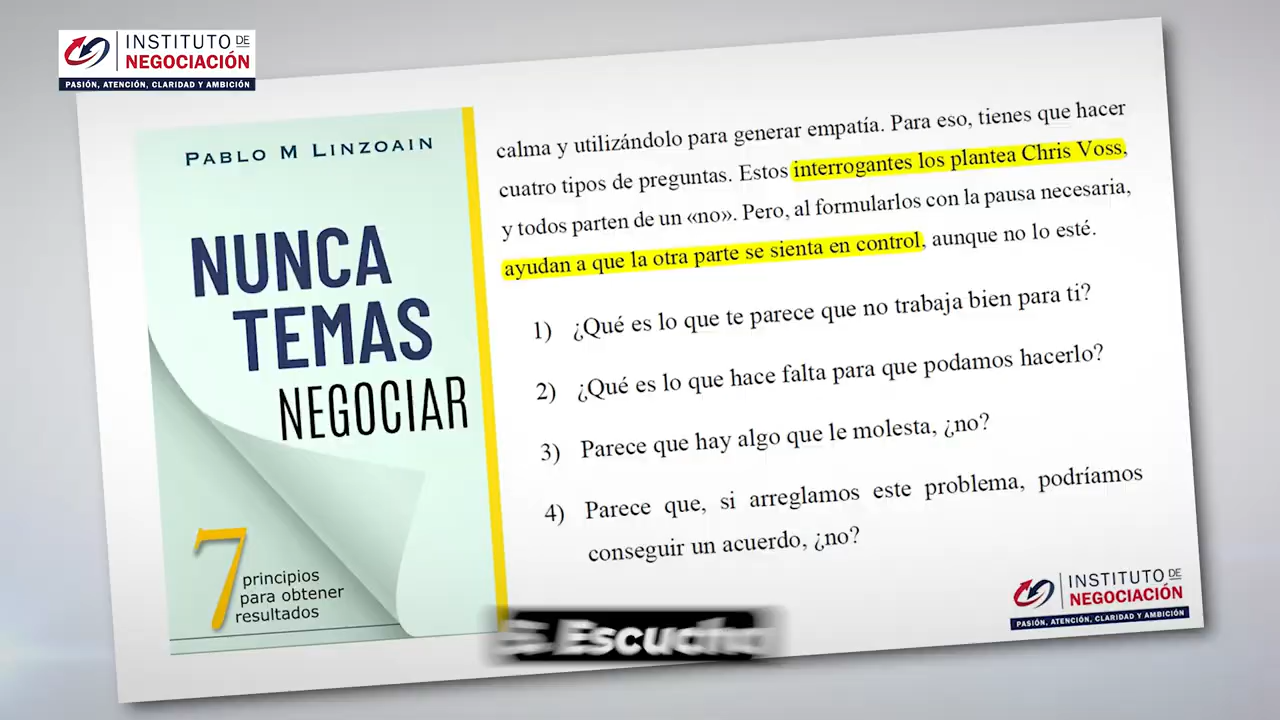 INSTITUTO DE
NEGOCIACIÓN
PASIÓN, ATENCIÓN, CLARIDAD Y AMBICIÓN
PABLO M LINZOAIN
NUNCA
TEMAS
NEGOCIAR
7
principios
para obtener
resultados
calma y utilizándolo para generar empatía. Para eso, tienes que hacer
cuatro tipos de preguntas. Estos interrogantes los plantea Chris Voss,
y todos parten de un «no». Pero, al formularlos con la pausa necesaria,
ayudan a que la otra parte se sienta en control, aunque no lo esté.
1) ¿Qué es lo que te parece que no trabaja bien para ti?
2) ¿Qué es lo que hace falta para que podamos hacerlo?
3) Parece que hay algo que le molesta, ¿no?
4) Parece que, si arreglamos este problema, podríamos
conseguir un acuerdo, ¿no?
INSTITUTO DE
NEGOCIACIÓN
PASIÓN, ATENCIÓN, CLARIDAD Y AMBICIÓN
Escucha